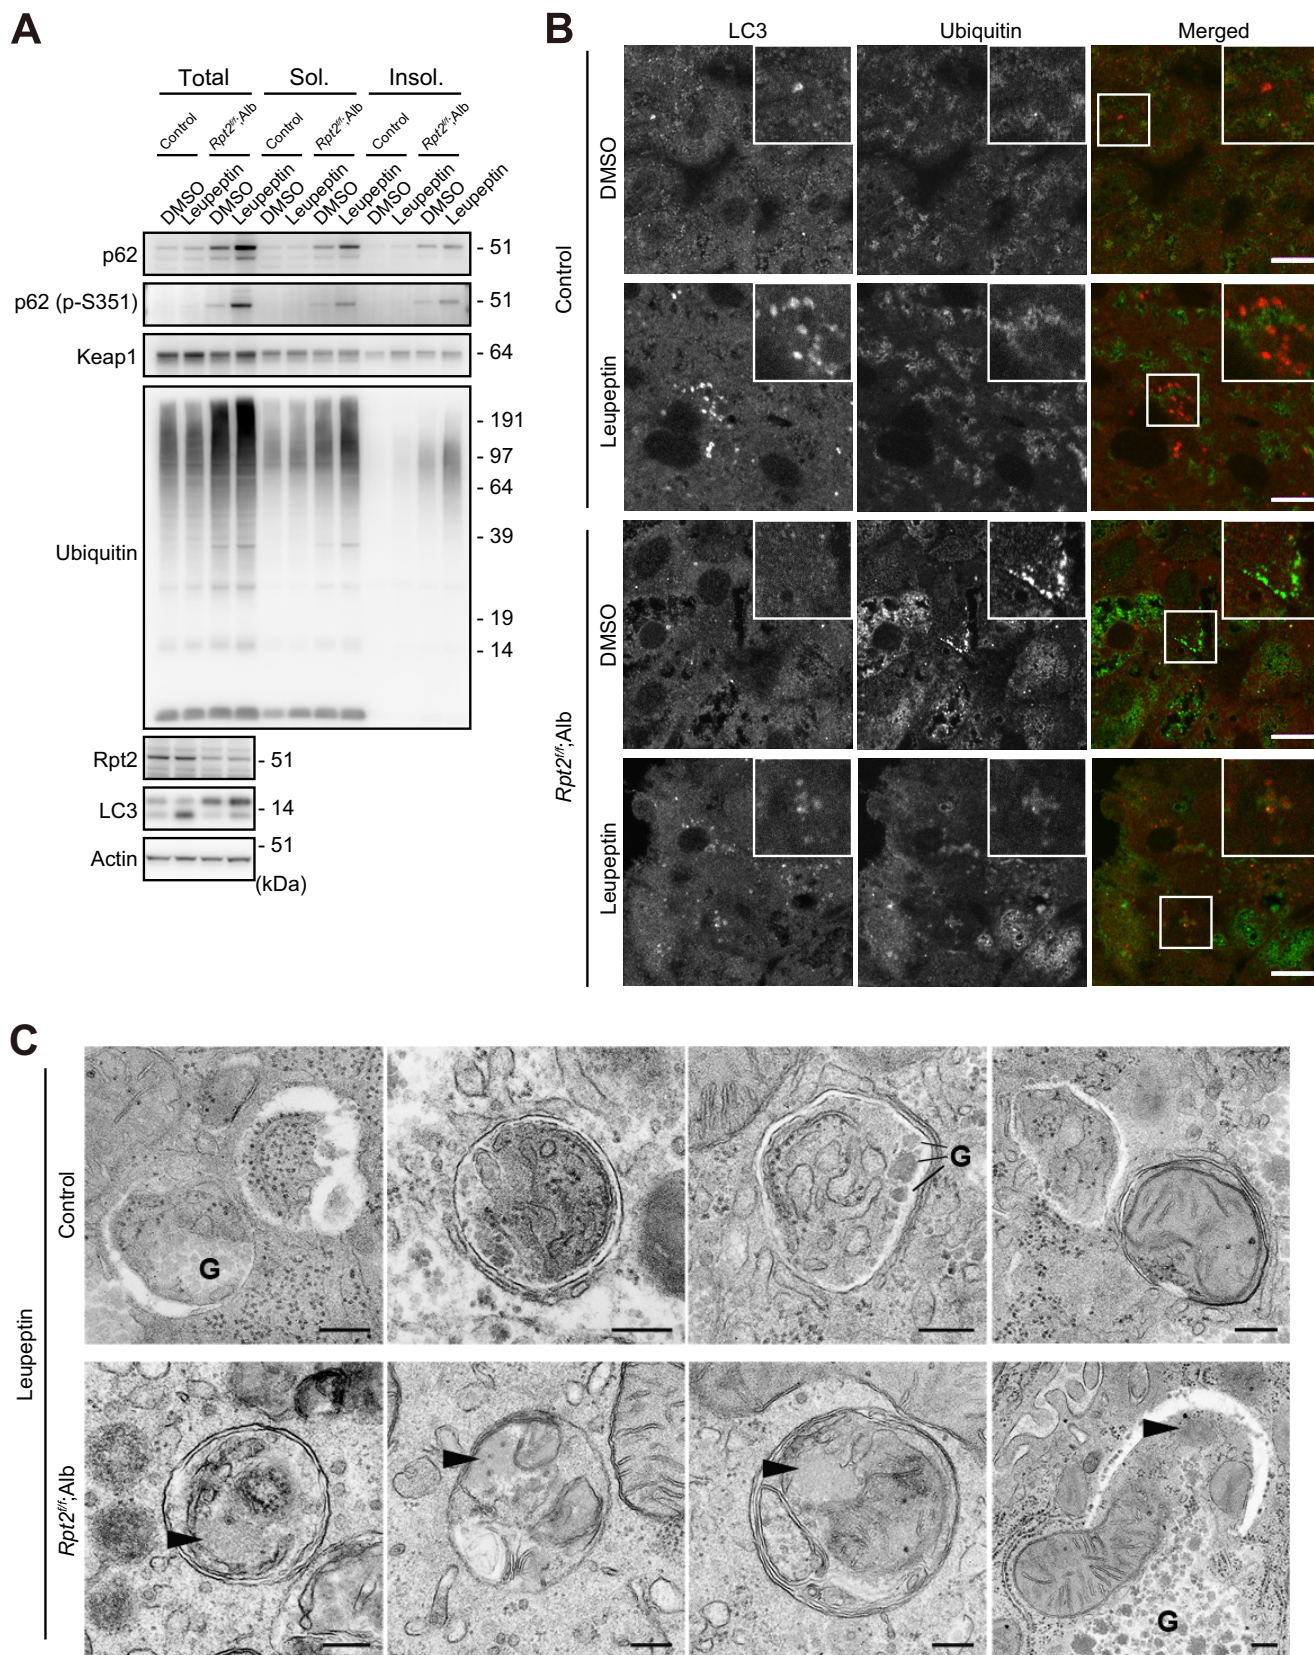 A
Total Sol. Insol.
Control Rpt2f/f;Alb Control Rpt2f/f;Alb Control Rpt2f/f;Alb
DMSO Leupeptin DMSO Leupeptin DMSO Leupeptin DMSO Leupeptin DMSO Leupeptin DMSO Leupeptin
p62 - 51
p62 (p-S351) - 51
Keap1 - 64
- 191
- 97
- 64
- 39
Ubiquitin
- 19
- 14
Rpt2 - 51
LC3 - 14
- 51
Actin
(kDa)
B
LC3 Ubiquitin Merged
Control
DMSO
Leupeptin
Rpt2f/f;Alb
DMSO
Leupeptin
C
Leupeptin
Control
G
G
Rpt2f/f;Alb
G